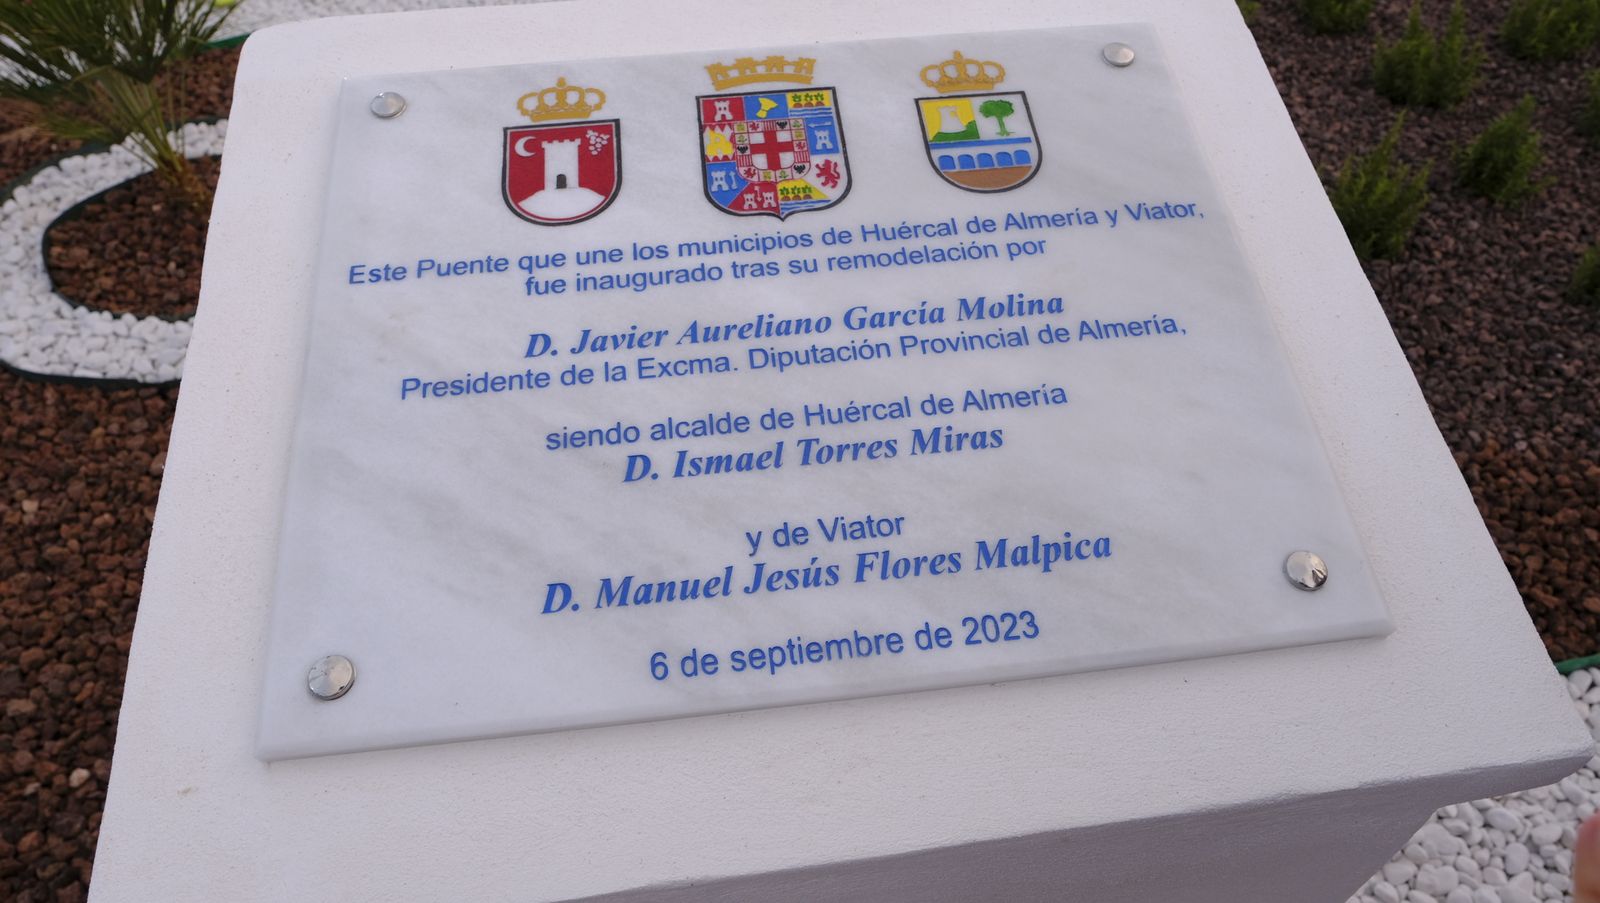 Este Puente que une los municipios de Huércal de Almería y Viator,
fue inaugurado tras su remodelación por
D. Javier Aureliano García Molina
Presidente de la Excma. Diputación Provincial de Almería,
siendo alcalde de Huércal de Almería
D. Ismael Torres Miras
y de Viator
D. Manuel Jesús Flores Malpica
6 de septiembre de 2023